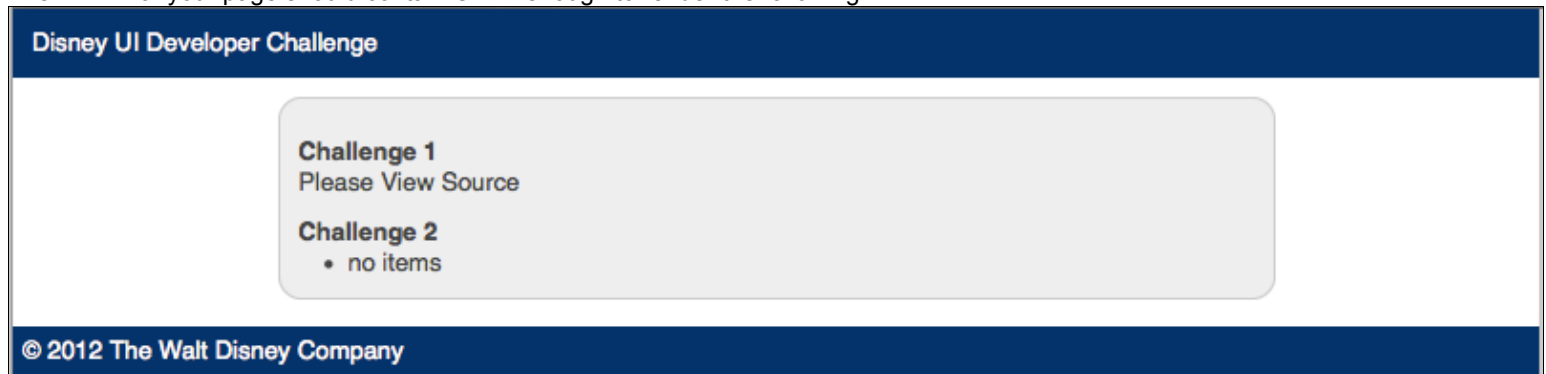 Disney UI Developer Challenge
Challenge 1
Please View Source
Challenge 2
• no items
© 2012 The Walt Disney Company